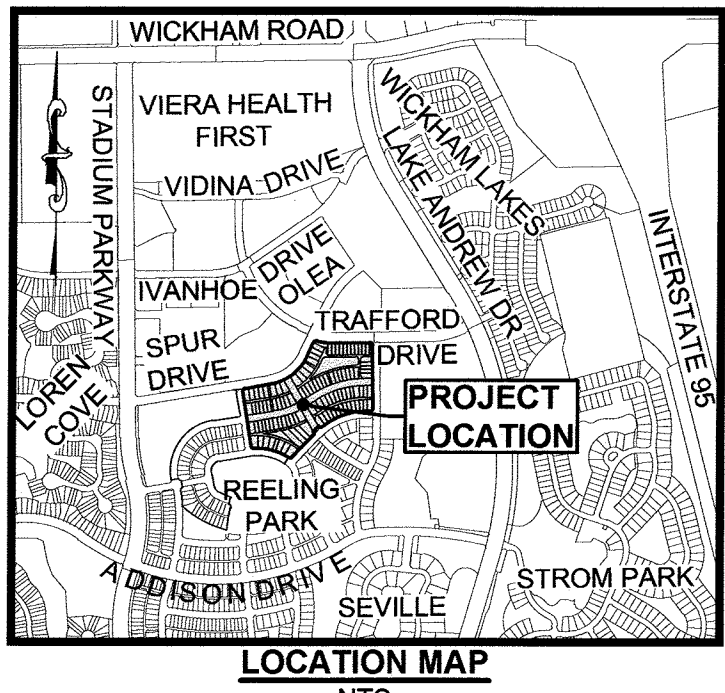 WICKHAM ROAD
STADIUM PARKWAY
VIERA HEALTH
FIRST
VIDINA DRIVE
WICKHAM LAKES
LAKE ANDREW DR
INTERSTATE 95
IVANHOE
DRIVE
OLEA
SPUR
DRIVE
TRAFFORD
DRIVE
LOREN
COVE
PROJECT
LOCATION
REELING
PARK
ADDISON DRIVE
SEVILLE
STROM PARK
LOCATION MAP
NTS